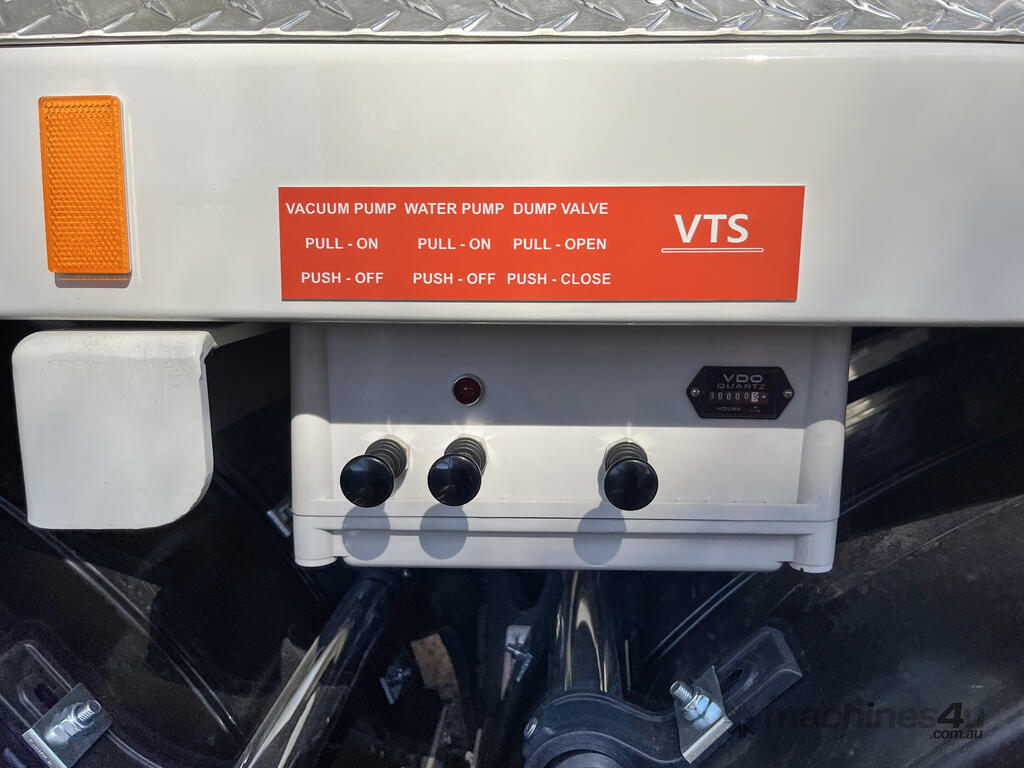 VACUUM PUMP WATER PUMP DUMP VALVE
PULL - ON PULL - ON PULL - OPEN
PUSH - OFF PUSH - OFF PUSH - CLOSE
VTS
VDO
QUARTZ
00000
HOURS
machines4u
.com.au